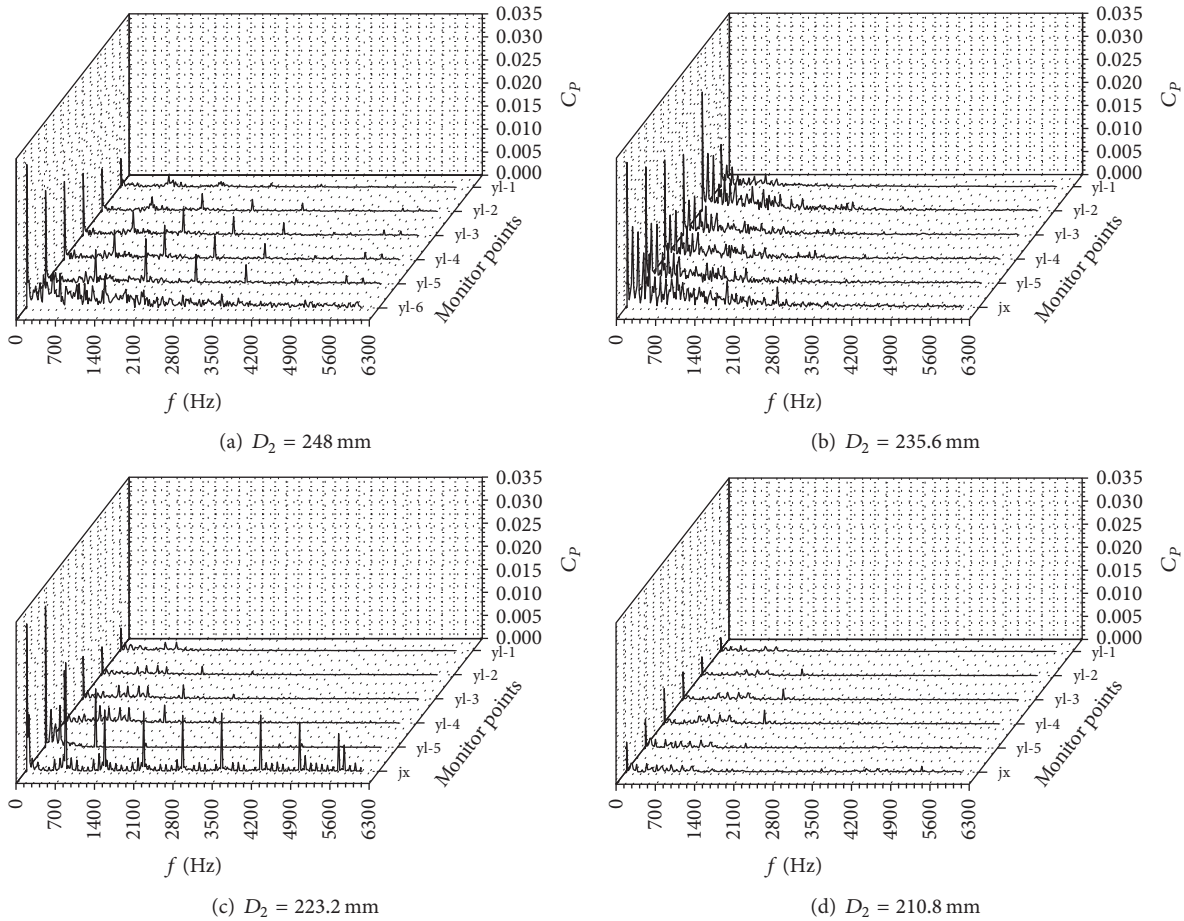 0.035
0.030
0.025
0.020
0.015
0.010
0.005
0.000
C_P
yl-1
yl-2
yl-3
yl-4
yl-5
yl-6
Monitor points
0 700 1400 2100 2800 3500 4200 4900 5600 6300
f (Hz)
(a) D_2 = 248 mm
0.035
0.030
0.025
0.020
0.015
0.010
0.005
0.000
C_P
yl-1
yl-2
yl-3
yl-4
yl-5
jx
Monitor points
0 700 1400 2100 2800 3500 4200 4900 5600 6300
f (Hz)
(b) D_2 = 235.6 mm
0.035
0.030
0.025
0.020
0.015
0.010
0.005
0.000
C_P
yl-1
yl-2
yl-3
yl-4
yl-5
jx
Monitor points
0 700 1400 2100 2800 3500 4200 4900 5600 6300
f (Hz)
(c) D_2 = 223.2 mm
0.035
0.030
0.025
0.020
0.015
0.010
0.005
0.000
C_P
yl-1
yl-2
yl-3
yl-4
yl-5
jx
Monitor points
0 700 1400 2100 2800 3500 4200 4900 5600 6300
f (Hz)
(d) D_2 = 210.8 mm